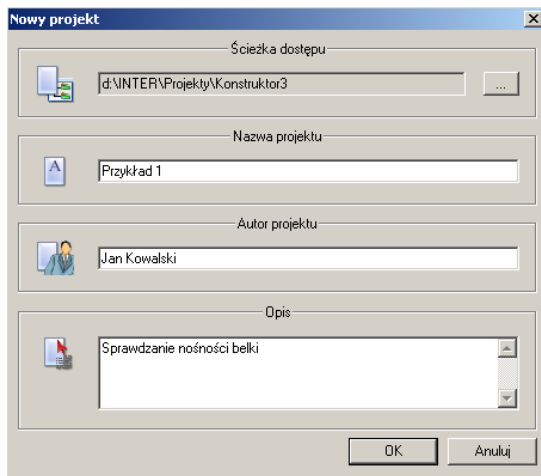 Nowy projekt
Ścieżka dostępu
d:\INTER\Projekty\Konstruktor3
...
Nazwa projektu
A
Przykład 1
Autor projektu
Jan Kowalski
Opis
Sprawdzanie nośności belki
OK
Anuluj